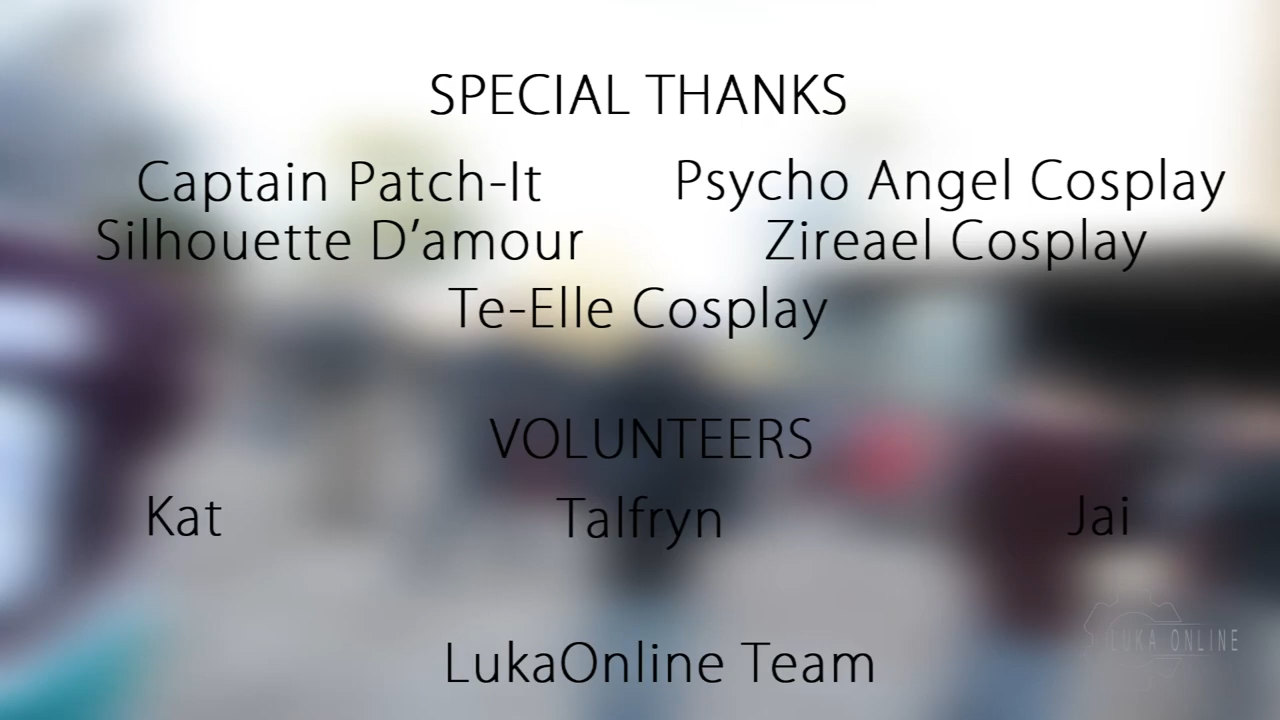 SPECIAL THANKS
Captain Patch-It
Psycho Angel Cosplay
Silhouette D’amour
Zireael Cosplay
Te-Elle Cosplay
VOLUNTEERS
Kat
Talfryn
Jai
LukaOnline Team
LUKA ONLINE